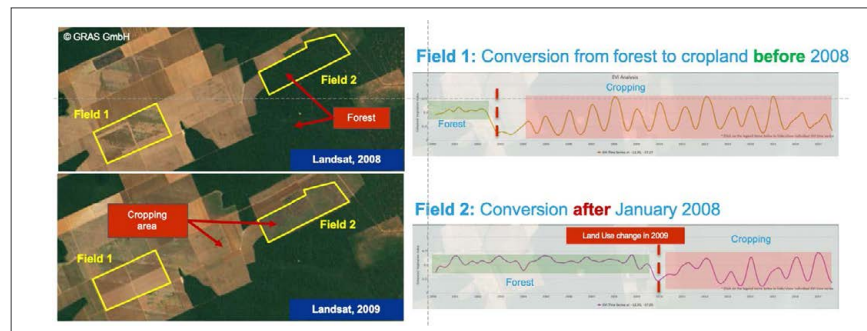 © GRAS GmbH
Field 2
Field 1
Forest
Landsat, 2008
Cropping
area
Field 2
Field 1
Landsat, 2009
Field 1: Conversion from forest to cropland before 2008
EVI Analysis
Cropping
Forest
Field 2: Conversion after January 2008
Land Use change in 2009
Cropping
Forest